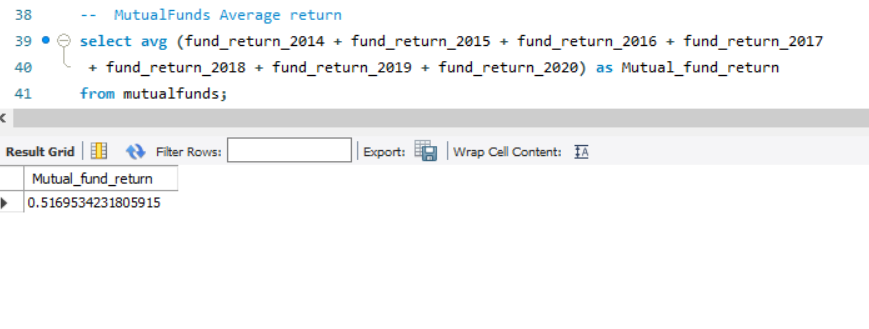 38 -- MutualFunds Average return
39 select avg (fund_return_2014 + fund_return_2015 + fund_return_2016 + fund_return_2017
40 + fund_return_2018 + fund_return_2019 + fund_return_2020) as Mutual_fund_return
41 from mutualfunds;
Result Grid Filter Rows: Export: Wrap Cell Content: IA
Mutual_fund_return
0.5169534231805915